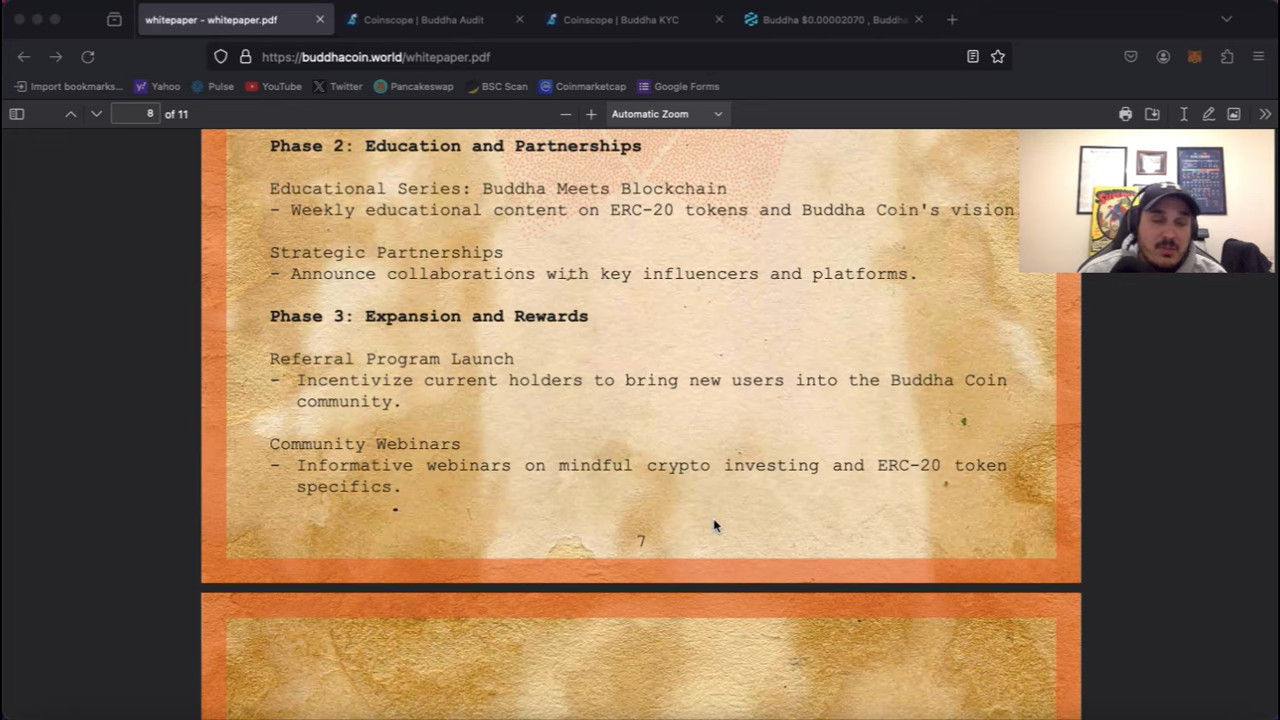 whitepaper - whitepaper.pdf
Coinscope | Buddha Audit
Coinscope | Buddha KYC
Buddha $0.00002070 , Buddha
https://buddhacoin.world/whitepaper.pdf
Import bookmarks...
Yahoo
Pulse
YouTube
Twitter
Pancakeswap
BSC Scan
Coinmarketcap
Google Forms
8 of 11
Automatic Zoom
Phase 2: Education and Partnerships
Educational Series: Buddha Meets Blockchain
- Weekly educational content on ERC-20 tokens and Buddha Coin's vision
Strategic Partnerships
- Announce collaborations with key influencers and platforms.
Phase 3: Expansion and Rewards
Referral Program Launch
- Incentivize current holders to bring new users into the Buddha Coin
community.
Community Webinars
- Informative webinars on mindful crypto investing and ERC-20 token
specifics.
7